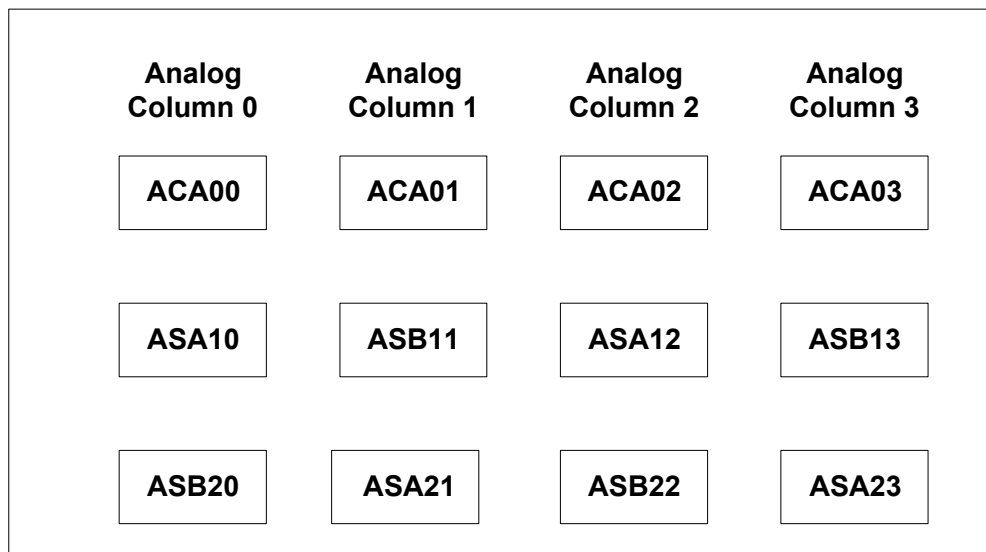 Analog Analog Analog Analog
Column 0 Column 1 Column 2 Column 3
ACA00 ACA01 ACA02 ACA03
ASA10 ASB11 ASA12 ASB13
ASB20 ASA21 ASB22 ASA23